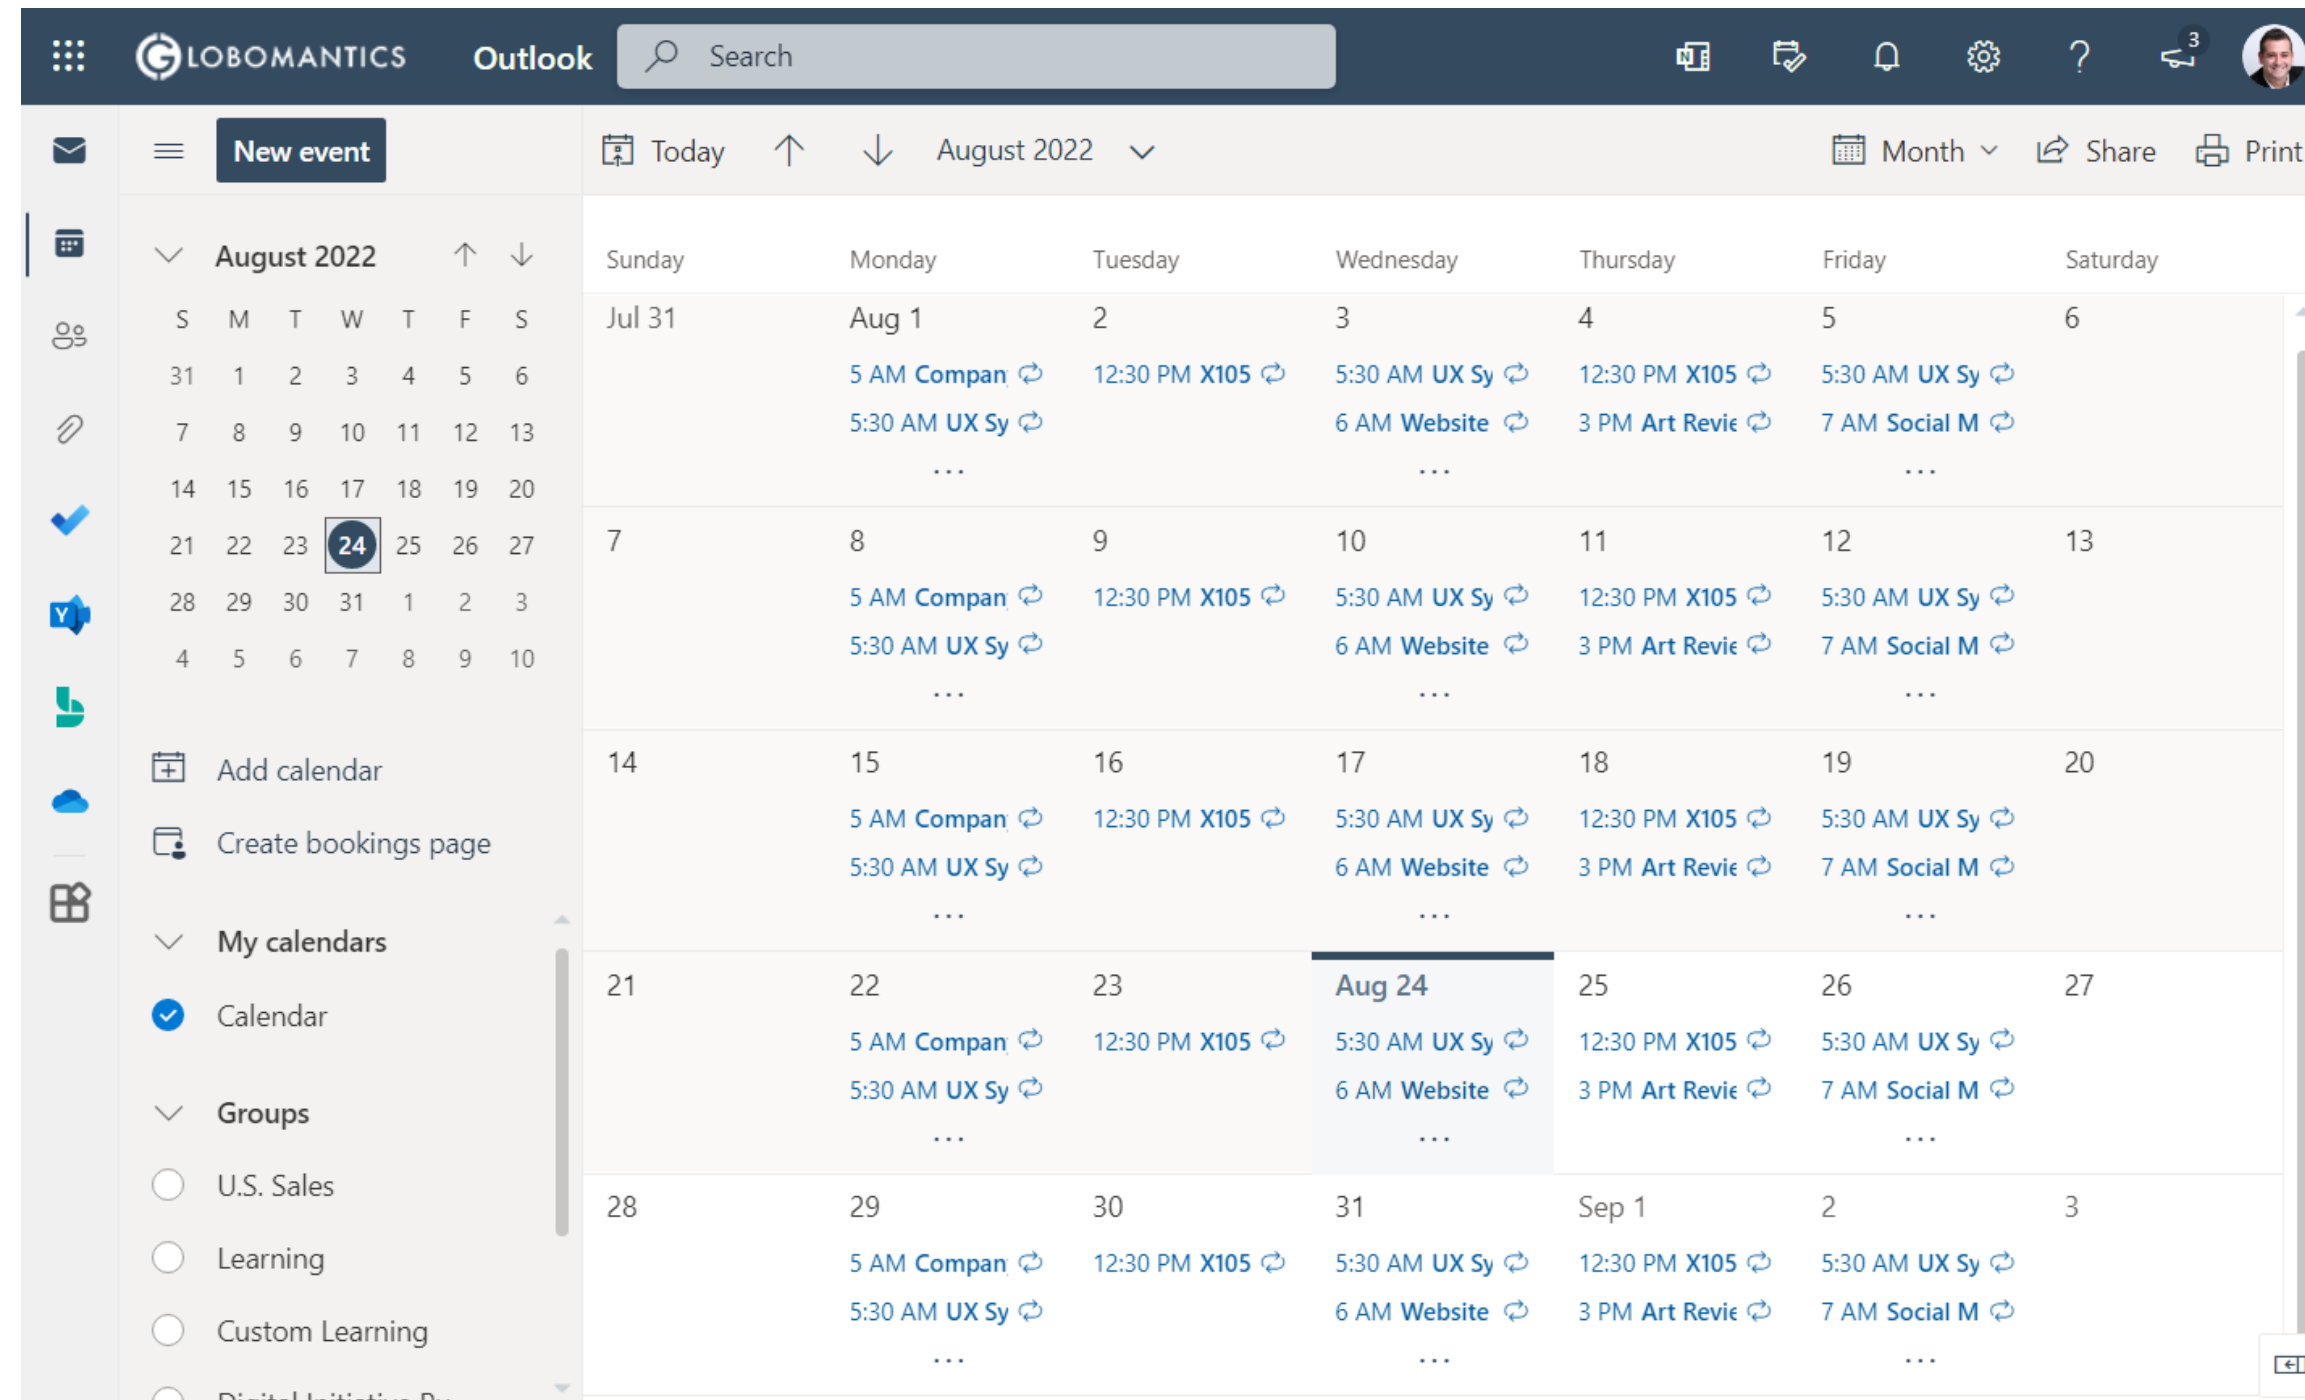 GLOBOMANTICS Outlook Search 3
New event Today August 2022 Month Share Print
August 2022
S M T W T F S
31 1 2 3 4 5 6
7 8 9 10 11 12 13
14 15 16 17 18 19 20
21 22 23 24 25 26 27
28 29 30 31 1 2 3
4 5 6 7 8 9 10
Add calendar
Create bookings page
My calendars
Calendar
Groups
U.S. Sales
Learning
Custom Learning
Sunday Monday Tuesday Wednesday Thursday Friday Saturday
Jul 31 Aug 1 2 3 4 5 6
5 AM Compan 12:30 PM X105 5:30 AM UX Sy 12:30 PM X105 5:30 AM UX Sy
5:30 AM UX Sy 6 AM Website 3 PM Art Revie 7 AM Social M
... ... ...
7 8 9 10 11 12 13
5 AM Compan 12:30 PM X105 5:30 AM UX Sy 12:30 PM X105 5:30 AM UX Sy
5:30 AM UX Sy 6 AM Website 3 PM Art Revie 7 AM Social M
... ... ...
14 15 16 17 18 19 20
5 AM Compan 12:30 PM X105 5:30 AM UX Sy 12:30 PM X105 5:30 AM UX Sy
5:30 AM UX Sy 6 AM Website 3 PM Art Revie 7 AM Social M
... ... ...
21 22 23 Aug 24 25 26 27
5 AM Compan 12:30 PM X105 5:30 AM UX Sy 12:30 PM X105 5:30 AM UX Sy
5:30 AM UX Sy 6 AM Website 3 PM Art Revie 7 AM Social M
... ... ...
28 29 30 31 Sep 1 2 3
5 AM Compan 12:30 PM X105 5:30 AM UX Sy 12:30 PM X105 5:30 AM UX Sy
5:30 AM UX Sy 6 AM Website 3 PM Art Revie 7 AM Social M
... ... ...